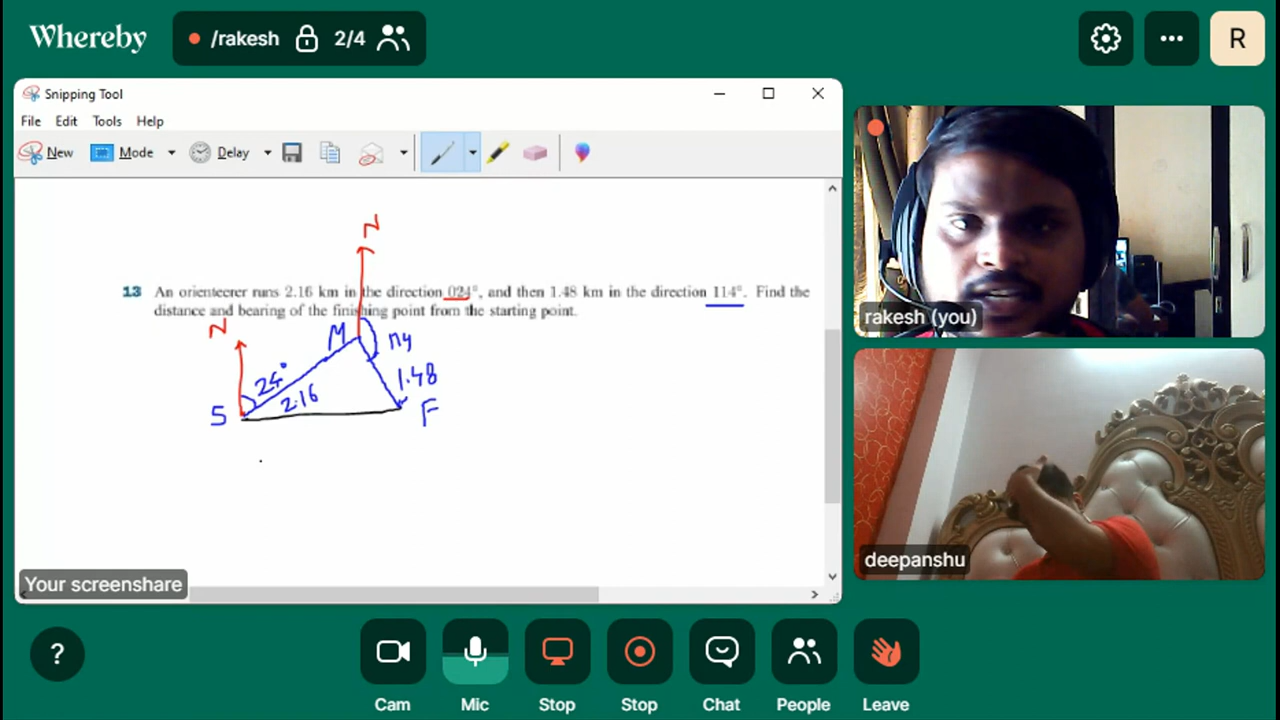 Whereby
/rakesh 2/4
R
Snipping Tool
File Edit Tools Help
New Mode Delay
N
13 An orienteerer runs 2.16 km in the direction 024°, and then 1.48 km in the direction 114°. Find the
distance and bearing of the finishing point from the starting point.
N
M
114
24°
2.16
1.48
S
F
rakesh (you)
deepanshu
Your screenshare
?
Cam Mic Stop Stop Chat People Leave